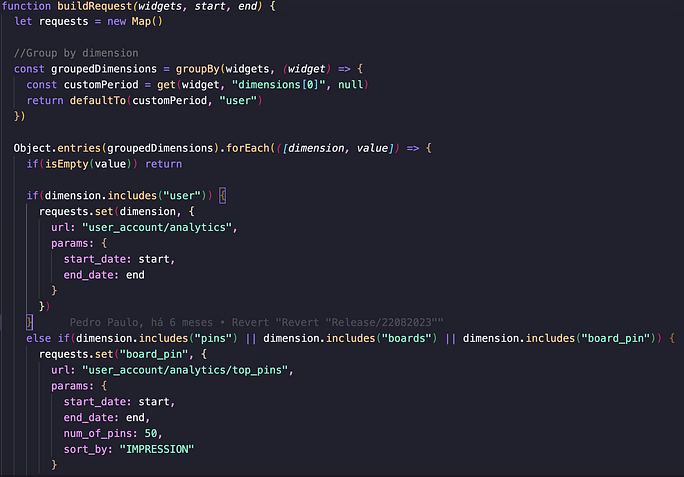 function buildRequest(widgets, start, end) {
  let requests = new Map()

  //Group by dimension
  const groupedDimensions = groupBy(widgets, (widget) => {
    const customPeriod = get(widget, "dimensions[0]", null)
    return defaultTo(customPeriod, "user")
  })

  Object.entries(groupedDimensions).forEach(([dimension, value]) => {
    if(isEmpty(value)) return

    if(dimension.includes("user")) {
      requests.set(dimension, {
        url: "user_account/analytics",
        params: {
          start_date: start,
          end_date: end
        }
      })
    }     Pedro Paulo, há 6 meses • Revert "Revert "Release/22082023""
    else if(dimension.includes("pins") || dimension.includes("boards") || dimension.includes("board_pin")) {
      requests.set("board_pin", {
        url: "user_account/analytics/top_pins",
        params: {
          start_date: start,
          end_date: end,
          num_of_pins: 50,
          sort_by: "IMPRESSION"
        }